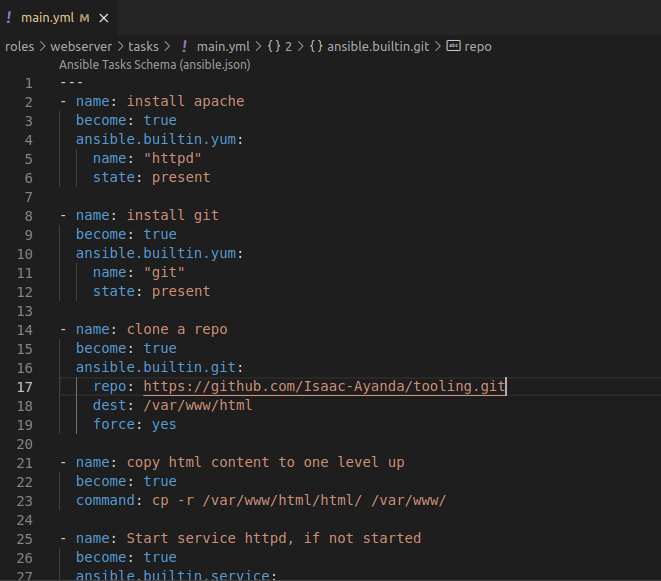 ! main.yml M ×
roles > webserver > tasks > ! main.yml > {} 2 > {} ansible.builtin.git > abc repo
Ansible Tasks Schema (ansible.json)
1 ---
2 - name: install apache
3   become: true
4   ansible.builtin.yum:
5     name: "httpd"
6     state: present
7
8 - name: install git
9   become: true
10   ansible.builtin.yum:
11     name: "git"
12     state: present
13
14 - name: clone a repo
15   become: true
16   ansible.builtin.git:
17     repo: https://github.com/Isaac-Ayanda/tooling.git
18     dest: /var/www/html
19     force: yes
20
21 - name: copy html content to one level up
22   become: true
23   command: cp -r /var/www/html/html/ /var/www/
24
25 - name: Start service httpd, if not started
26   become: true
27   ansible.builtin.service: